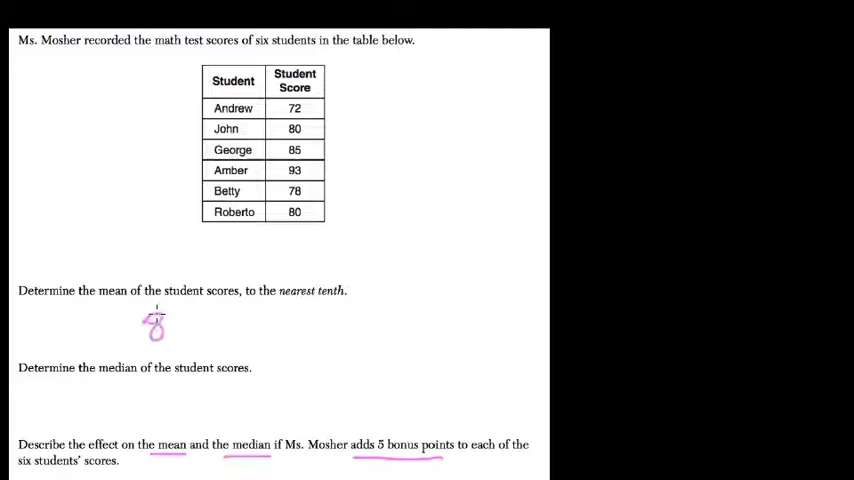 Ms. Mosher recorded the math test scores of six students in the table below.
Student Student Score
Andrew 72
John 80
George 85
Amber 93
Betty 78
Roberto 80
Determine the mean of the student scores, to the nearest tenth.
8
Determine the median of the student scores.
Describe the effect on the mean and the median if Ms. Mosher adds 5 bonus points to each of the
six students' scores.